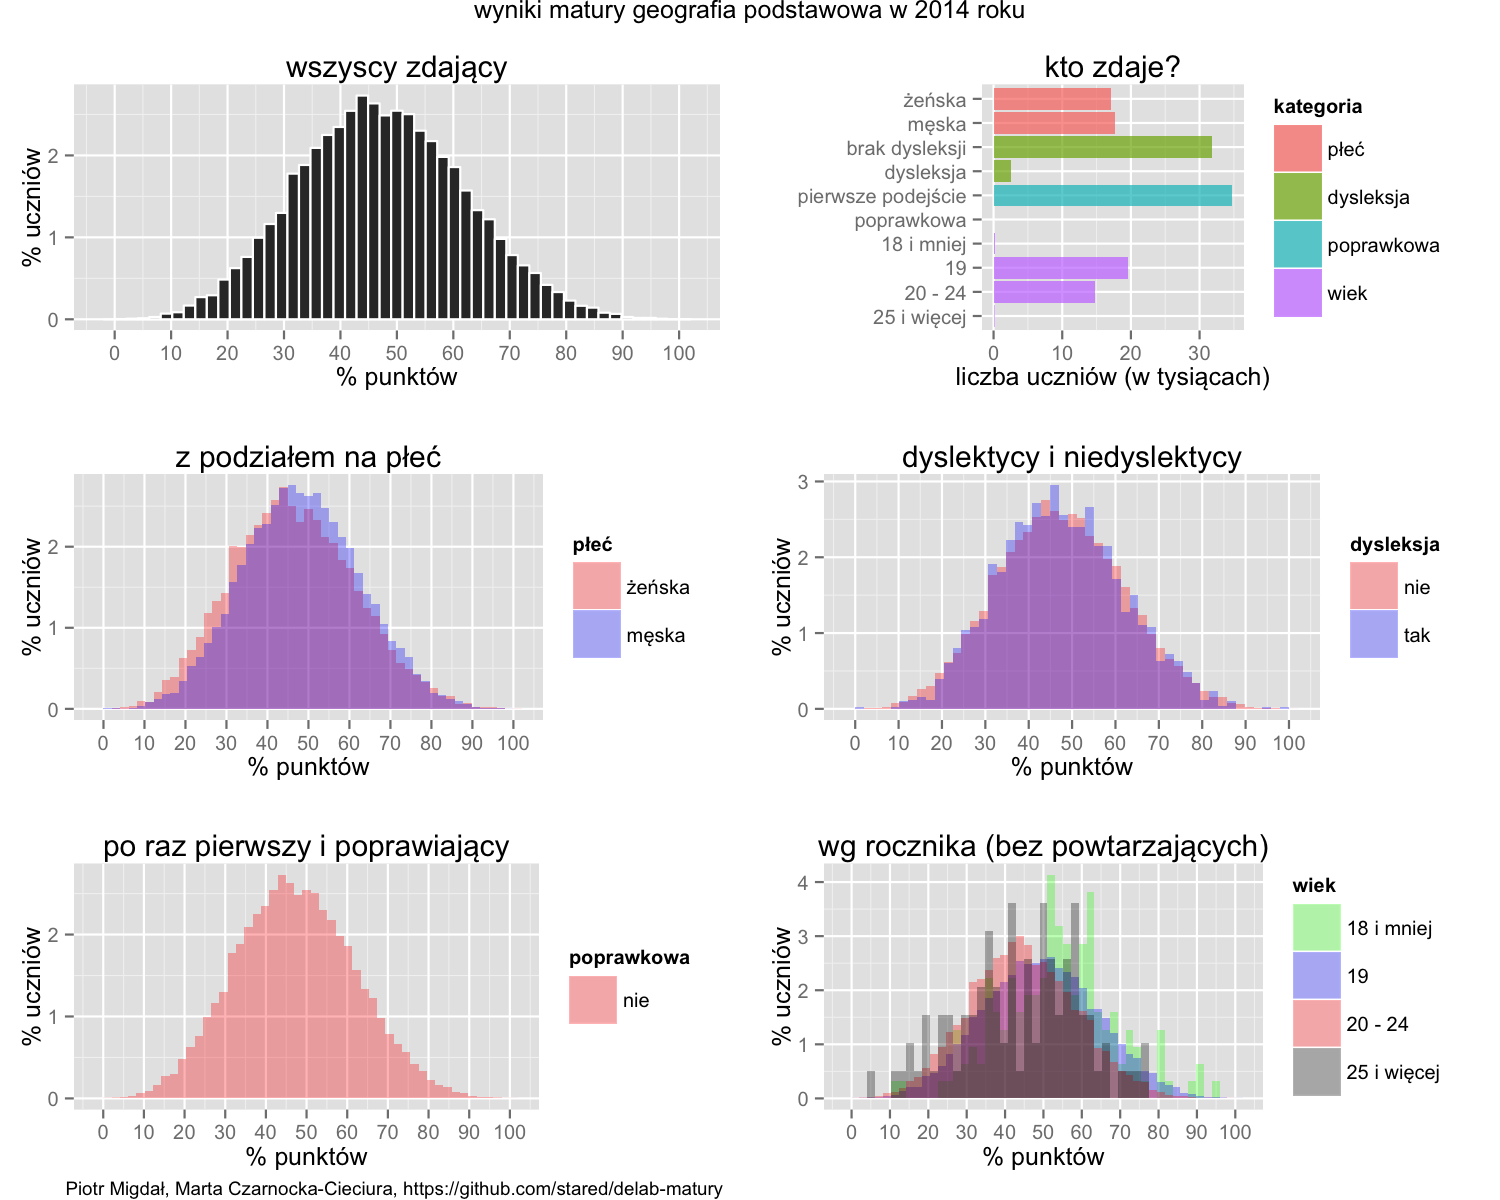 wyniki matury geografia podstawowa w 2014 roku
wszyscy zdający
% uczniów
2
1
0
0 10 20 30 40 50 60 70 80 90 100
% punktów
kto zdaje?
żeńska
męska
brak dysleksji
dysleksja
pierwsze podejście
poprawkowa
18 i mniej
19
20 - 24
25 i więcej
0 10 20 30
liczba uczniów (w tysiącach)
kategoria
płeć
dysleksja
poprawkowa
wiek
z podziałem na płeć
% uczniów
2
1
0
0 10 20 30 40 50 60 70 80 90 100
% punktów
płeć
żeńska
męska
dyslektycy i niedyslektycy
% uczniów
3
2
1
0
0 10 20 30 40 50 60 70 80 90 100
% punktów
dysleksja
nie
tak
po raz pierwszy i poprawiający
% uczniów
2
1
0
0 10 20 30 40 50 60 70 80 90 100
% punktów
poprawkowa
nie
wg rocznika (bez powtarzających)
% uczniów
4
3
2
1
0
0 10 20 30 40 50 60 70 80 90 100
% punktów
wiek
18 i mniej
19
20 - 24
25 i więcej
Piotr Migdał, Marta Czarnocka-Cieciura, https://github.com/stared/delab-matury